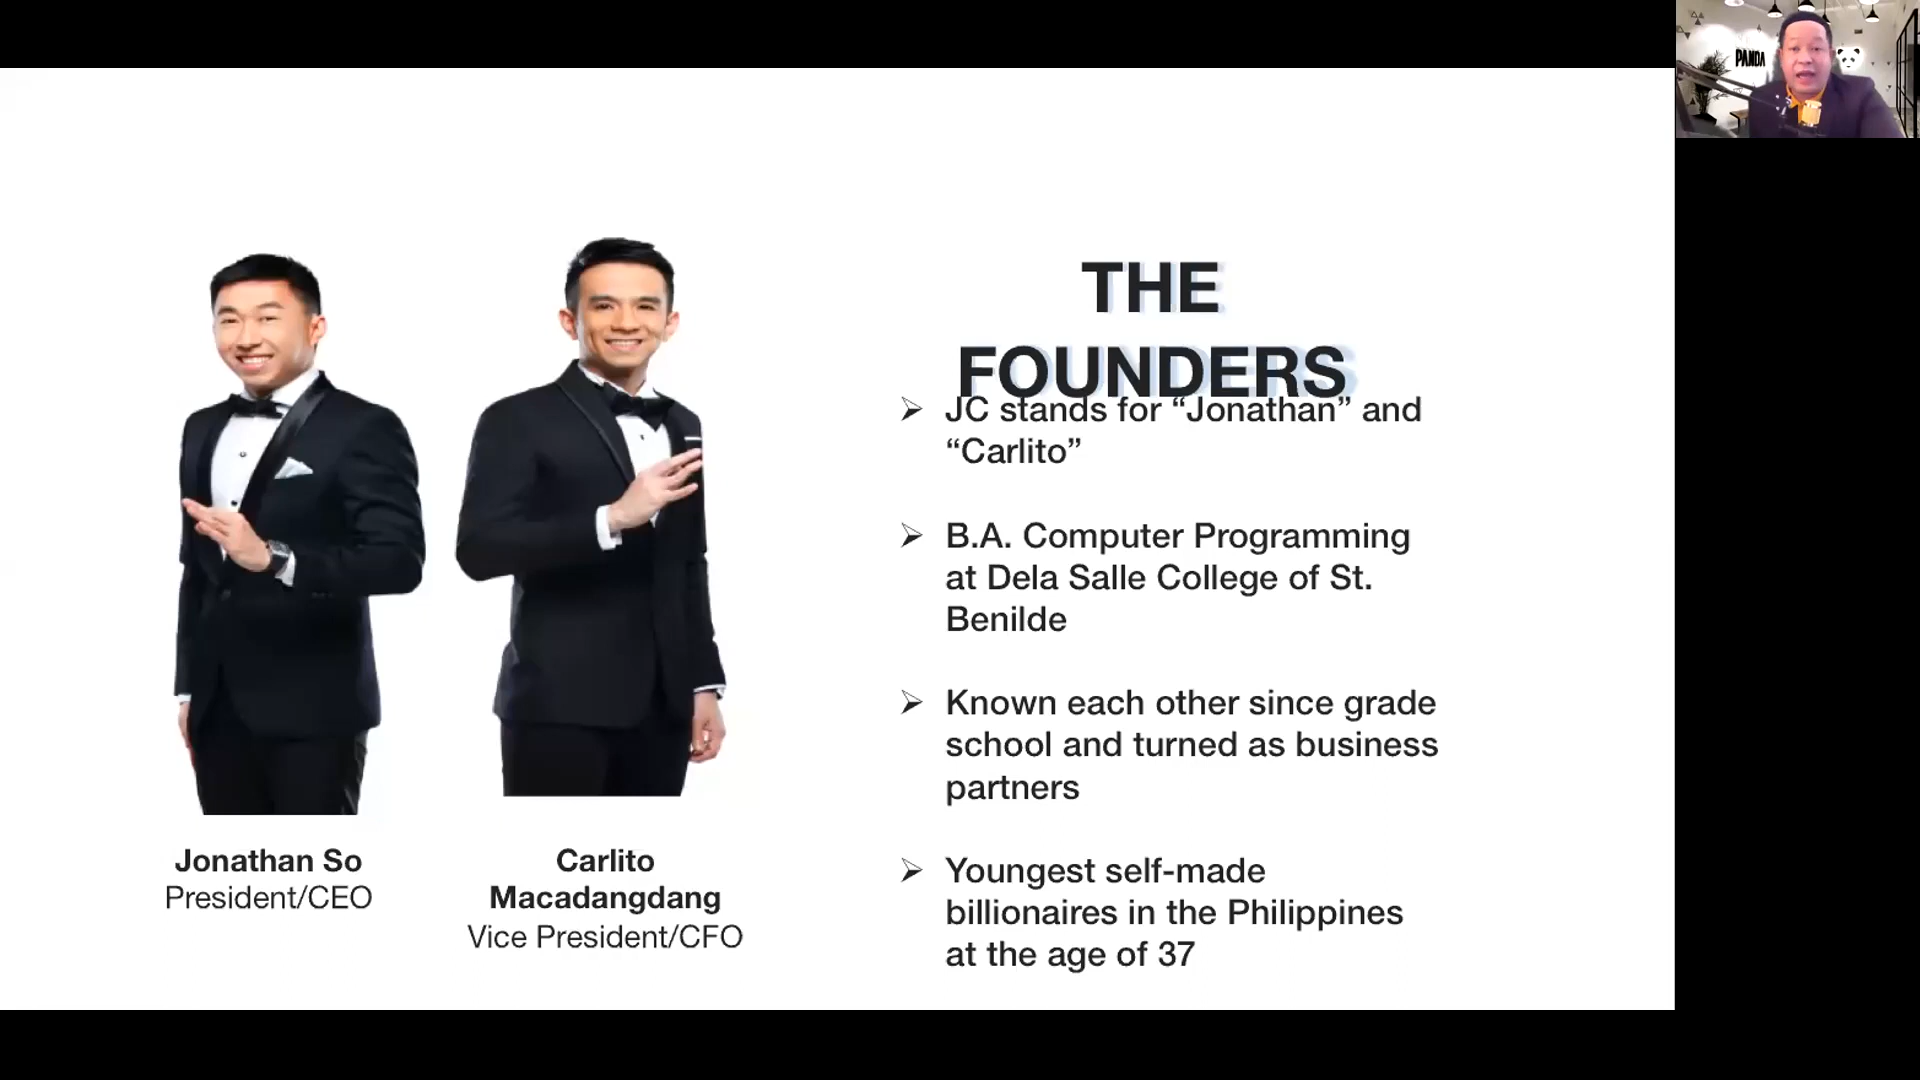 PANDA
THE
FOUNDERS
➢ JC stands for “Jonathan” and
“Carlito”
➢ B.A. Computer Programming
at Dela Salle College of St.
Benilde
➢ Known each other since grade
school and turned as business
partners
➢ Youngest self-made
billionaires in the Philippines
at the age of 37
Jonathan So
President/CEO
Carlito
Macadangdang
Vice President/CFO